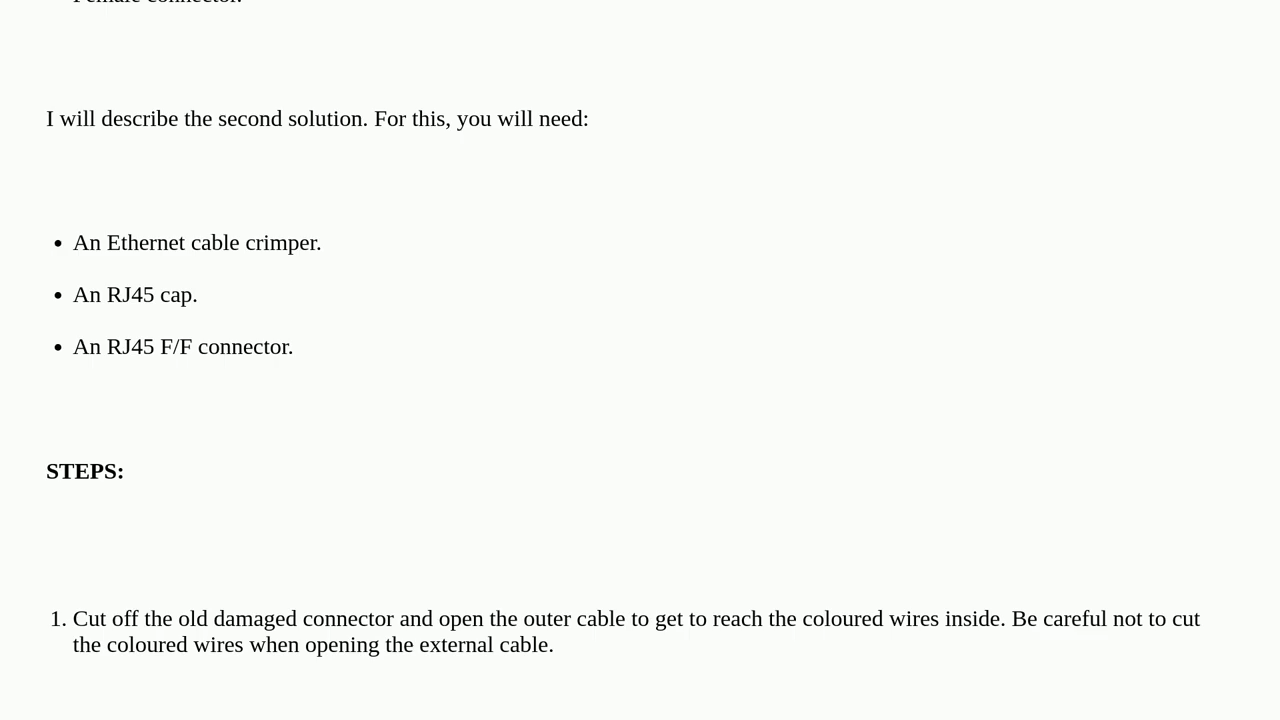 Female connector.
I will describe the second solution. For this, you will need:
• An Ethernet cable crimper.
• An RJ45 cap.
• An RJ45 F/F connector.
STEPS:
1. Cut off the old damaged connector and open the outer cable to get to reach the coloured wires inside. Be careful not to cut
the coloured wires when opening the external cable.